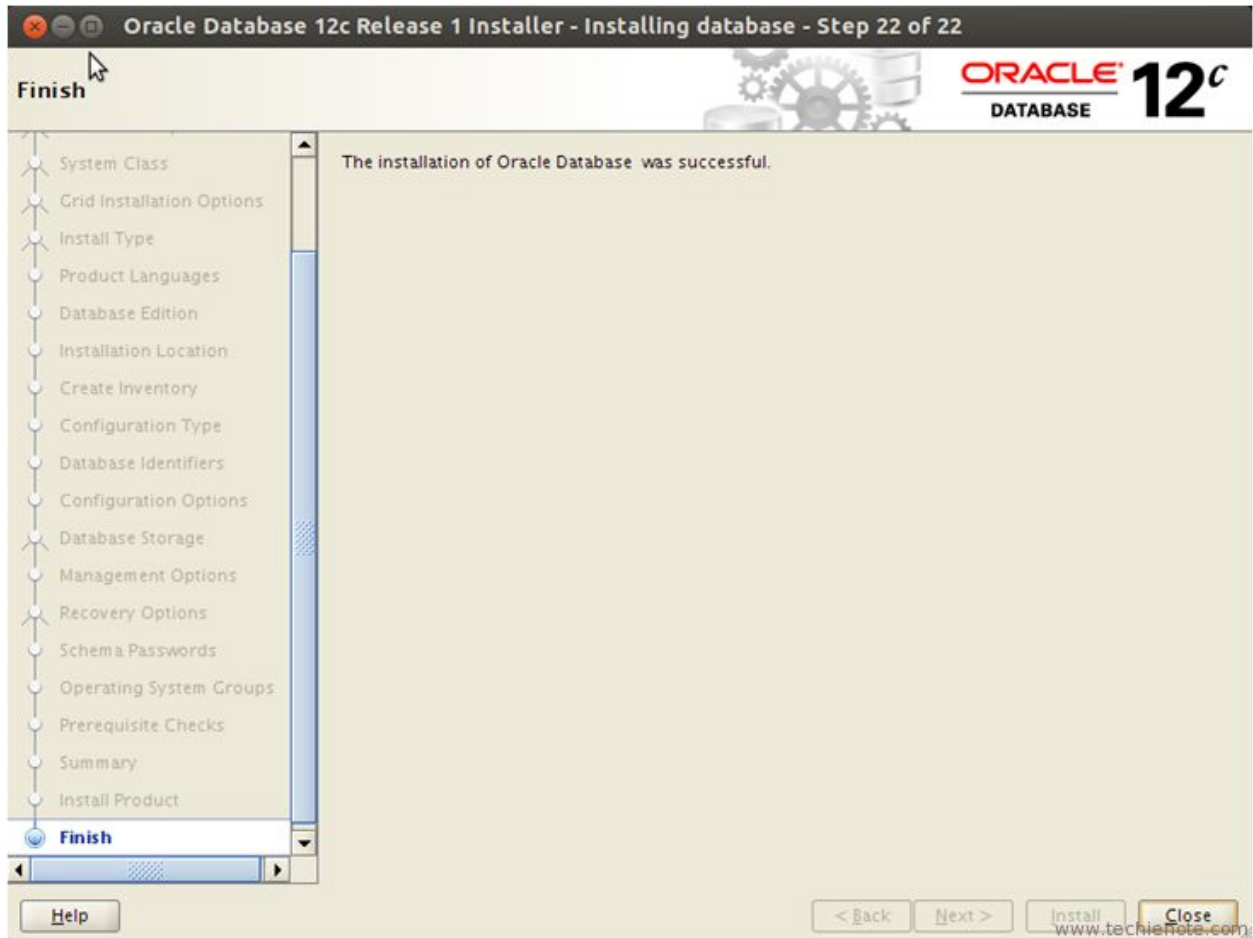 Oracle Database 12c Release 1 Installer - Installing database - Step 22 of 22
Finish
ORACLE
DATABASE
12c
System Class
Grid Installation Options
Install Type
Product Languages
Database Edition
Installation Location
Create Inventory
Configuration Type
Database Identifiers
Configuration Options
Database Storage
Management Options
Recovery Options
Schema Passwords
Operating System Groups
Prerequisite Checks
Summary
Install Product
Finish
The installation of Oracle Database was successful.
Help
< Back
Next >
Install
Close
www.techienote.com